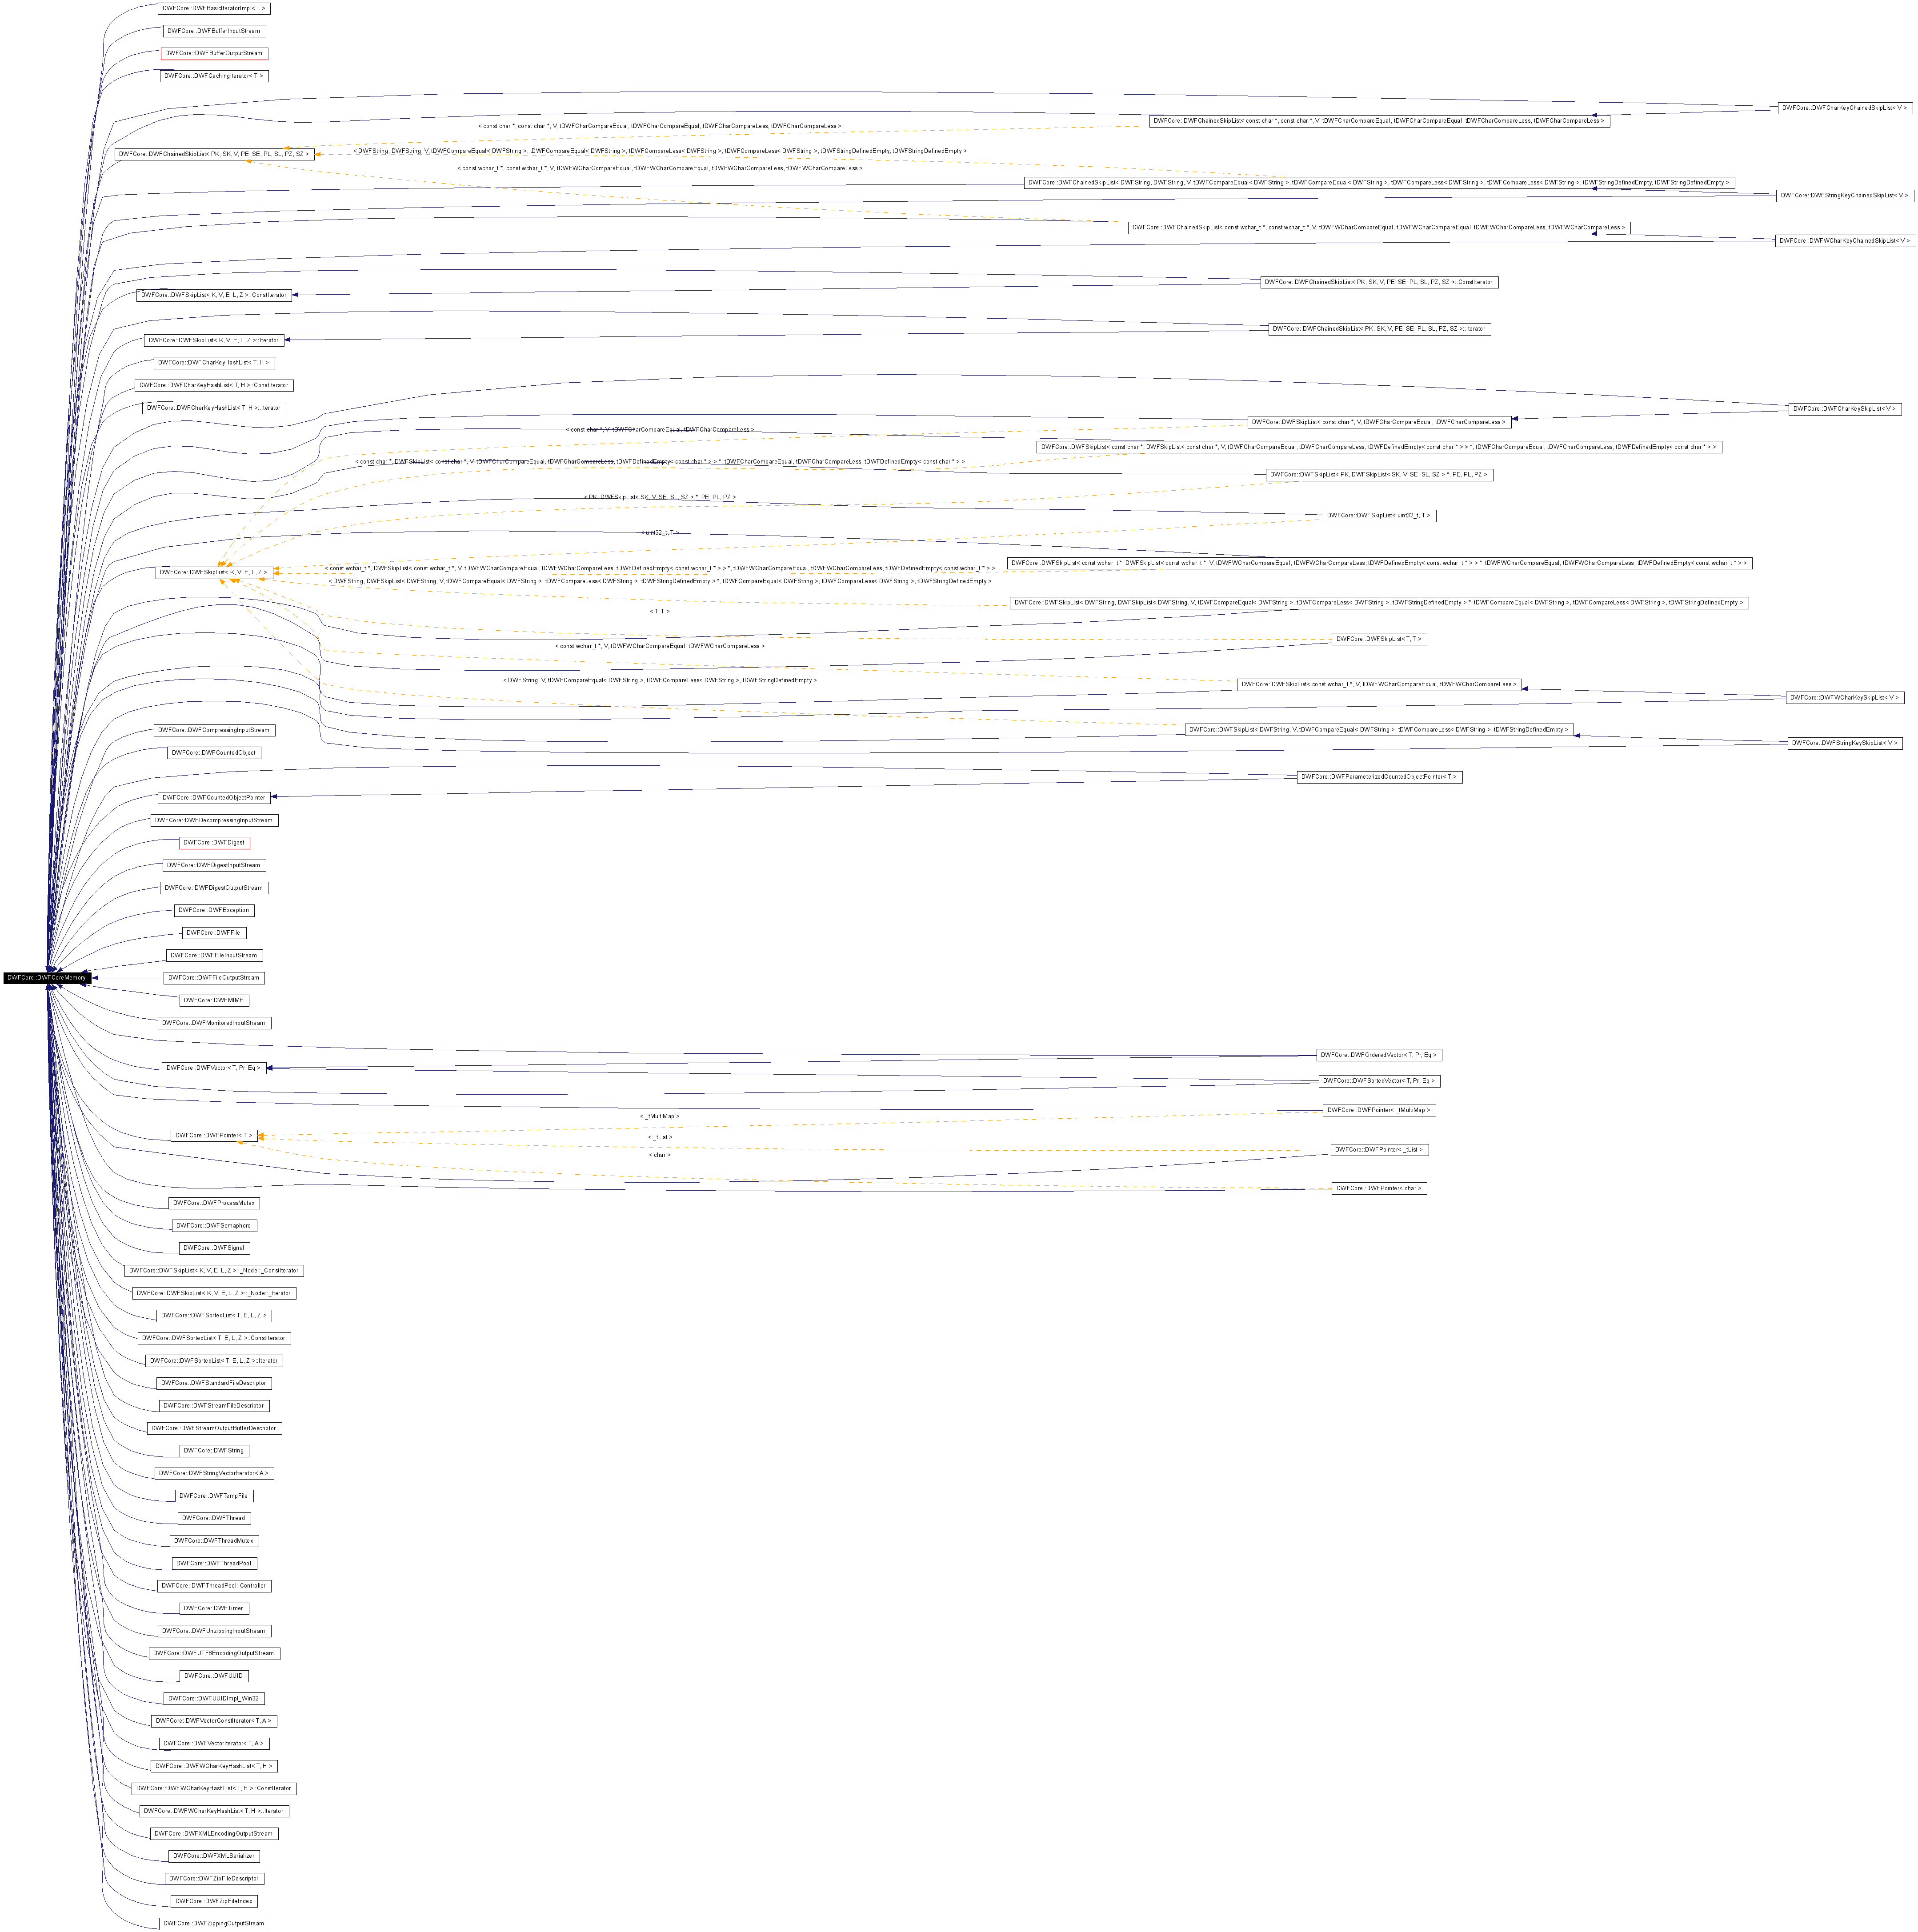 DWFCore::DWFBasicIteratorImpl< T >
DWFCore::DWFBufferInputStream
DWFCore::DWFBufferOutputStream
DWFCore::DWFCachingIterator< T >
DWFCore::DWFCharKeyChainedSkipList< V >
DWFCore::DWFChainedSkipList< const char *, const char *, V, tDWFCharCompareEqual, tDWFCharCompareEqual, tDWFCharCompareLess, tDWFCharCompareLess >
< const char *, const char *, V, tDWFCharCompareEqual, tDWFCharCompareEqual, tDWFCharCompareLess, tDWFCharCompareLess >
DWFCore::DWFChainedSkipList< PK, SK, V, PE, SE, PL, SL, PZ, SZ >
< DWFString, DWFString, V, tDWFCompareEqual< DWFString >, tDWFCompareEqual< DWFString >, tDWFCompareLess< DWFString >, tDWFCompareLess< DWFString >, tDWFStringDefinedEmpty, tDWFStringDefinedEmpty >
< const wchar_t *, const wchar_t *, V, tDWFWCharCompareEqual, tDWFWCharCompareEqual, tDWFWCharCompareLess, tDWFWCharCompareLess >
DWFCore::DWFChainedSkipList< DWFString, DWFString, V, tDWFCompareEqual< DWFString >, tDWFCompareEqual< DWFString >, tDWFCompareLess< DWFString >, tDWFCompareLess< DWFString >, tDWFStringDefinedEmpty, tDWFStringDefinedEmpty >
DWFCore::DWFStringKeyChainedSkipList< V >
DWFCore::DWFChainedSkipList< const wchar_t *, const wchar_t *, V, tDWFWCharCompareEqual, tDWFWCharCompareEqual, tDWFWCharCompareLess, tDWFWCharCompareLess >
DWFCore::DWFWCharKeyChainedSkipList< V >
DWFCore::DWFChainedSkipList< PK, SK, V, PE, SE, PL, SL, PZ, SZ >::ConstIterator
DWFCore::DWFSkipList< K, V, E, L, Z >::ConstIterator
DWFCore::DWFChainedSkipList< PK, SK, V, PE, SE, PL, SL, PZ, SZ >::Iterator
DWFCore::DWFSkipList< K, V, E, L, Z >::Iterator
DWFCore::DWFCharKeyHashList< T, H >
DWFCore::DWFCharKeyHashList< T, H >::ConstIterator
DWFCore::DWFCharKeyHashList< T, H >::Iterator
DWFCore::DWFCharKeySkipList< V >
DWFCore::DWFSkipList< const char *, V, tDWFCharCompareEqual, tDWFCharCompareLess >
< const char *, V, tDWFCharCompareEqual, tDWFCharCompareLess >
DWFCore::DWFSkipList< const char *, DWFSkipList< const char *, V, tDWFCharCompareEqual, tDWFCharCompareLess, tDWFDefinedEmpty< const char * > > *, tDWFCharCompareEqual, tDWFCharCompareLess, tDWFDefinedEmpty< const char * > >
< const char *, DWFSkipList< const char *, V, tDWFCharCompareEqual, tDWFCharCompareLess, tDWFDefinedEmpty< const char * > > *, tDWFCharCompareEqual, tDWFCharCompareLess, tDWFDefinedEmpty< const char * > >
DWFCore::DWFSkipList< PK, DWFSkipList< SK, V, SE, SL, SZ > *, PE, PL, PZ >
< PK, DWFSkipList< SK, V, SE, SL, SZ > *, PE, PL, PZ >
DWFCore::DWFSkipList< uint32_t, T >
< uint32_t, T >
DWFCore::DWFSkipList< const wchar_t *, DWFSkipList< const wchar_t *, V, tDWFWCharCompareEqual, tDWFWCharCompareLess, tDWFDefinedEmpty< const wchar_t * > > *, tDWFWCharCompareEqual, tDWFWCharCompareLess, tDWFDefinedEmpty< const wchar_t * > >
DWFCore::DWFSkipList< K, V, E, L, Z >
< const wchar_t *, DWFSkipList< const wchar_t *, V, tDWFWCharCompareEqual, tDWFWCharCompareLess, tDWFDefinedEmpty< const wchar_t * > > *, tDWFWCharCompareEqual, tDWFWCharCompareLess, tDWFDefinedEmpty< const wchar_t * > >
< DWFString, DWFSkipList< DWFString, V, tDWFCompareEqual< DWFString >, tDWFCompareLess< DWFString >, tDWFStringDefinedEmpty > *, tDWFCompareEqual< DWFString >, tDWFCompareLess< DWFString >, tDWFStringDefinedEmpty >
DWFCore::DWFSkipList< DWFString, DWFSkipList< DWFString, V, tDWFCompareEqual< DWFString >, tDWFCompareLess< DWFString >, tDWFStringDefinedEmpty > *, tDWFCompareEqual< DWFString >, tDWFCompareLess< DWFString >, tDWFStringDefinedEmpty >
< T, T >
DWFCore::DWFSkipList< T, T >
< const wchar_t *, V, tDWFWCharCompareEqual, tDWFWCharCompareLess >
< DWFString, V, tDWFCompareEqual< DWFString >, tDWFCompareLess< DWFString >, tDWFStringDefinedEmpty >
DWFCore::DWFSkipList< const wchar_t *, V, tDWFWCharCompareEqual, tDWFWCharCompareLess >
DWFCore::DWFWCharKeySkipList< V >
DWFCore::DWFSkipList< DWFString, V, tDWFCompareEqual< DWFString >, tDWFCompareLess< DWFString >, tDWFStringDefinedEmpty >
DWFCore::DWFStringKeySkipList< V >
DWFCore::DWFCompressingInputStream
DWFCore::DWFCountedObject
DWFCore::DWFParameterizedCountedObjectPointer< T >
DWFCore::DWFCountedObjectPointer
DWFCore::DWFDecompressingInputStream
DWFCore::DWFDigest
DWFCore::DWFDigestInputStream
DWFCore::DWFDigestOutputStream
DWFCore::DWFException
DWFCore::DWFFile
DWFCore::DWFFileInputStream
DWFCore::DWFCoreMemory
DWFCore::DWFFileOutputStream
DWFCore::DWFMIME
DWFCore::DWFMonitoredInputStream
DWFCore::DWFOrderedVector< T, Pr, Eq >
DWFCore::DWFVector< T, Pr, Eq >
DWFCore::DWFSortedVector< T, Pr, Eq >
DWFCore::DWFPointer< _tMultiMap >
< _tMultiMap >
DWFCore::DWFPointer< T >
< _tList >
DWFCore::DWFPointer< _tList >
< char >
DWFCore::DWFPointer< char >
DWFCore::DWFProcessMutex
DWFCore::DWFSemaphore
DWFCore::DWFSignal
DWFCore::DWFSkipList< K, V, E, L, Z >::_Node::_ConstIterator
DWFCore::DWFSkipList< K, V, E, L, Z >::_Node::_Iterator
DWFCore::DWFSortedList< T, E, L, Z >
DWFCore::DWFSortedList< T, E, L, Z >::ConstIterator
DWFCore::DWFSortedList< T, E, L, Z >::Iterator
DWFCore::DWFStandardFileDescriptor
DWFCore::DWFStreamFileDescriptor
DWFCore::DWFStreamOutputBufferDescriptor
DWFCore::DWFString
DWFCore::DWFStringVectorIterator< A >
DWFCore::DWFTempFile
DWFCore::DWFThread
DWFCore::DWFThreadMutex
DWFCore::DWFThreadPool
DWFCore::DWFThreadPool::Controller
DWFCore::DWFTimer
DWFCore::DWFUnzippingInputStream
DWFCore::DWFUTF8EncodingOutputStream
DWFCore::DWFUUID
DWFCore::DWFUUIDImpl_Win32
DWFCore::DWFVectorConstIterator< T, A >
DWFCore::DWFVectorIterator< T, A >
DWFCore::DWFWCharKeyHashList< T, H >
DWFCore::DWFWCharKeyHashList< T, H >::ConstIterator
DWFCore::DWFWCharKeyHashList< T, H >::Iterator
DWFCore::DWFXMLEncodingOutputStream
DWFCore::DWFXMLSerializer
DWFCore::DWFZipFileDescriptor
DWFCore::DWFZipFileIndex
DWFCore::DWFZippingOutputStream